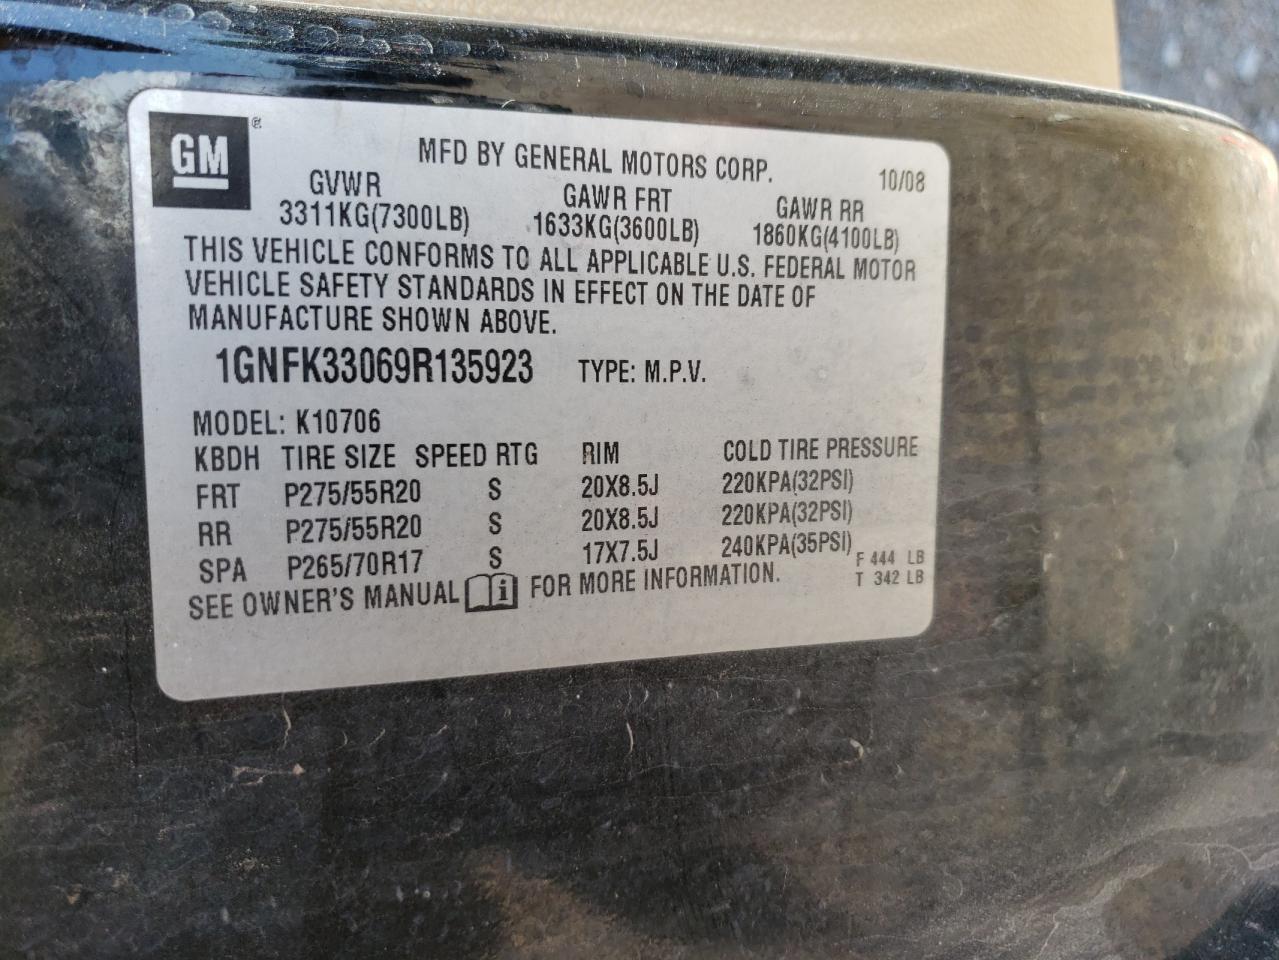 GM ®
MFD BY GENERAL MOTORS CORP. 10/08
GVWR GAWR FRT GAWR RR
3311KG(7300LB) 1633KG(3600LB) 1860KG(4100LB)
THIS VEHICLE CONFORMS TO ALL APPLICABLE U.S. FEDERAL MOTOR
VEHICLE SAFETY STANDARDS IN EFFECT ON THE DATE OF
MANUFACTURE SHOWN ABOVE.
1GNFK33069R135923 TYPE: M.P.V.
MODEL: K10706
KBDH TIRE SIZE SPEED RTG RIM COLD TIRE PRESSURE
FRT P275/55R20 S 20X8.5J 220KPA(32PSI)
RR P275/55R20 S 20X8.5J 220KPA(32PSI)
SPA P265/70R17 S 17X7.5J 240KPA(35PSI) F 444 LB
SEE OWNER'S MANUAL i FOR MORE INFORMATION. T 342 LB